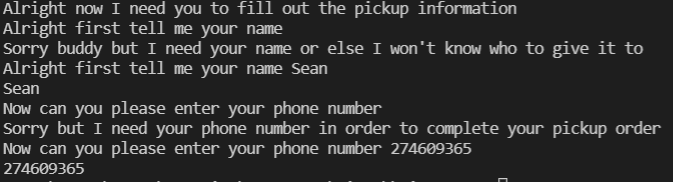 Alright now I need you to fill out the pickup information
Alright first tell me your name
Sorry buddy but I need your name or else I won't know who to give it to
Alright first tell me your name Sean
Sean
Now can you please enter your phone number
Sorry but I need your phone number in order to complete your pickup order
Now can you please enter your phone number 274609365
274609365